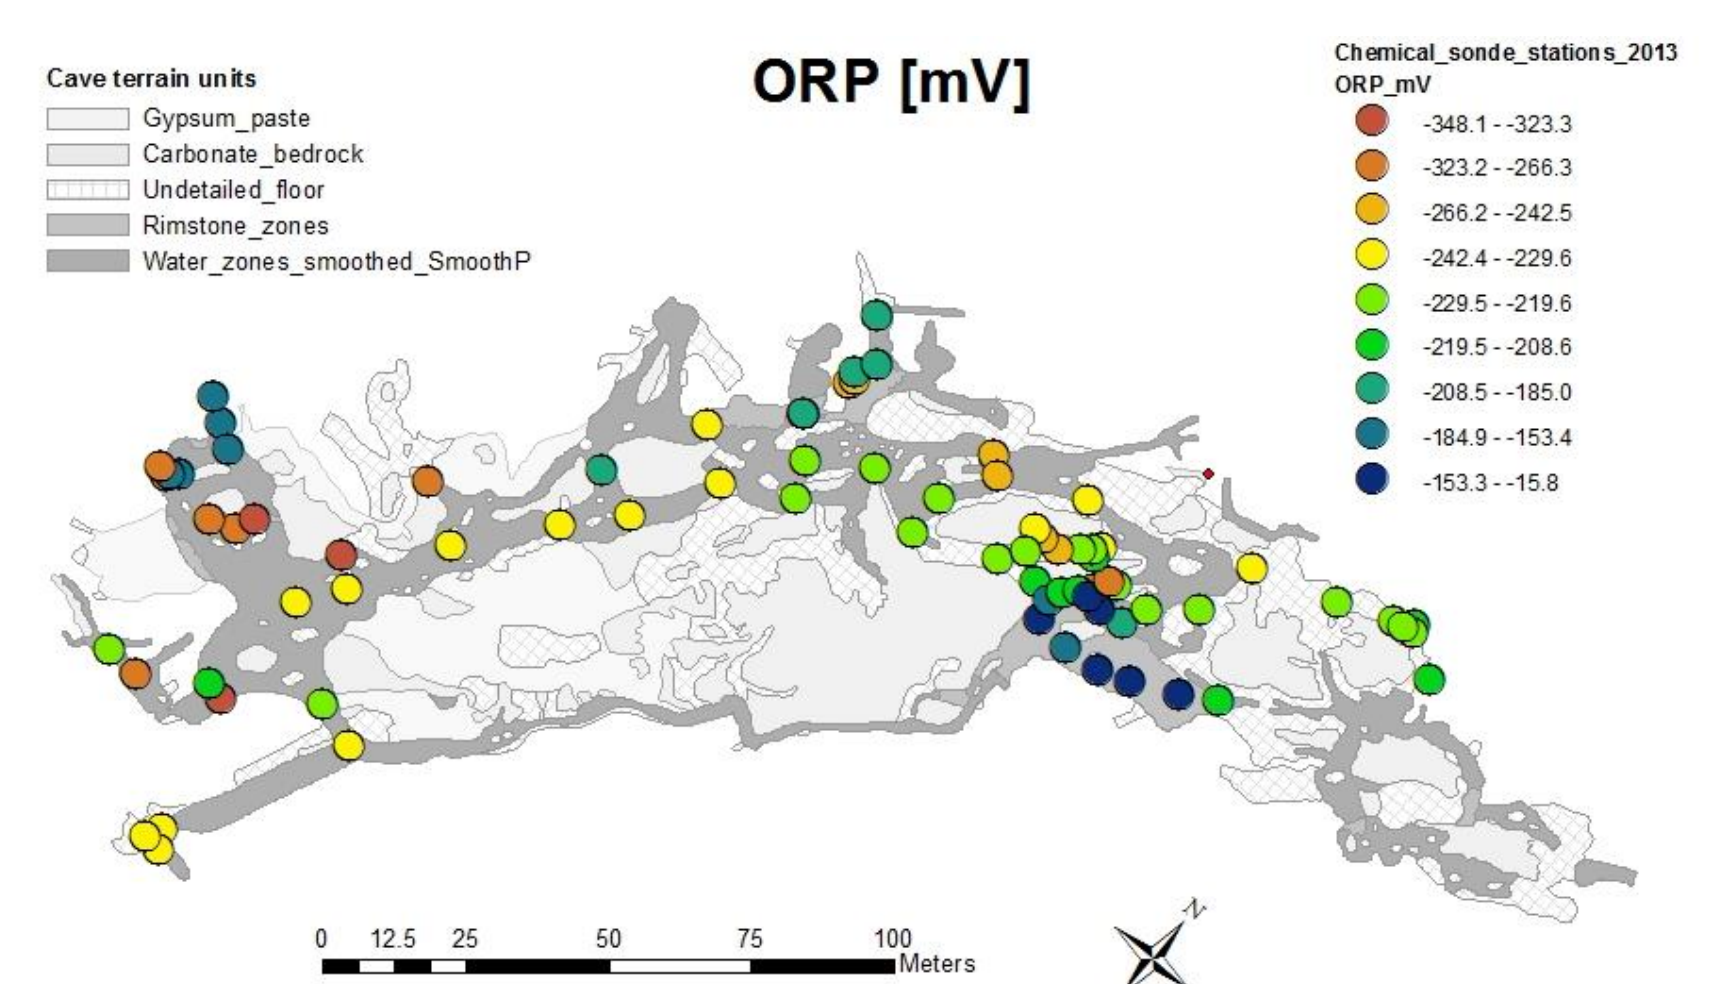 ORP [mV]
Cave terrain units
Gypsum_paste
Carbonate_bedrock
Undetailed_floor
Rimstone_zones
Water_zones_smoothed_SmoothP
Chemical_sonde_stations_2013
ORP_mV
-348.1 - -323.3
-323.2 - -266.3
-266.2 - -242.5
-242.4 - -229.6
-229.5 - -219.6
-219.5 - -208.6
-208.5 - -185.0
-184.9 - -153.4
-153.3 - -15.8
0 12.5 25 50 75 100
Meters
N